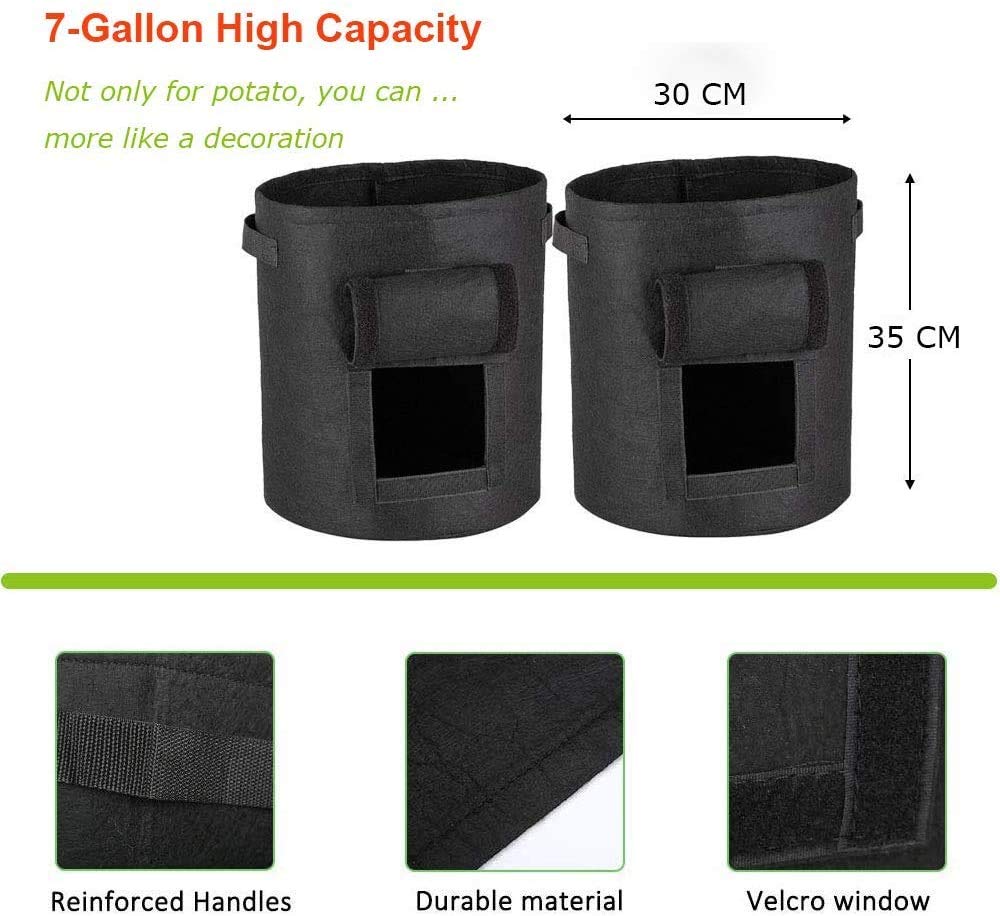 7-Gallon High Capacity
Not only for potato, you can ...
more like a decoration
30 CM
35 CM
Reinforced Handles
Durable material
Velcro window